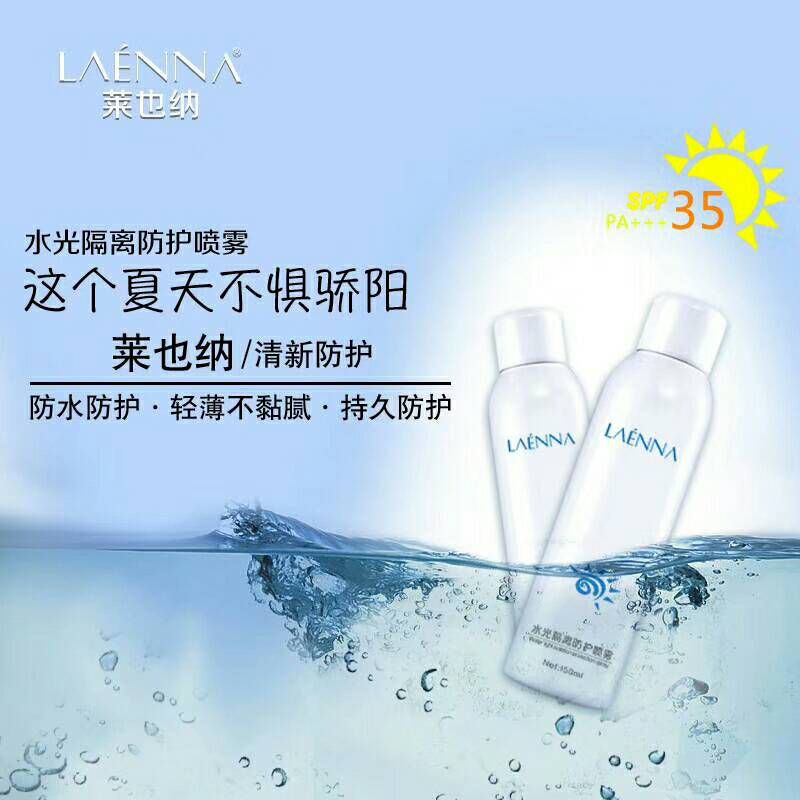 LAÉNNA®
莱也纳
SPF
PA+++35
水光隔离防护喷雾
这个夏天不惧骄阳
莱也纳/清新防护
防水防护·轻薄不黏腻·持久防护
LAÉNNA
LAÉNNA
水光隔离防护喷雾
Net:150ml